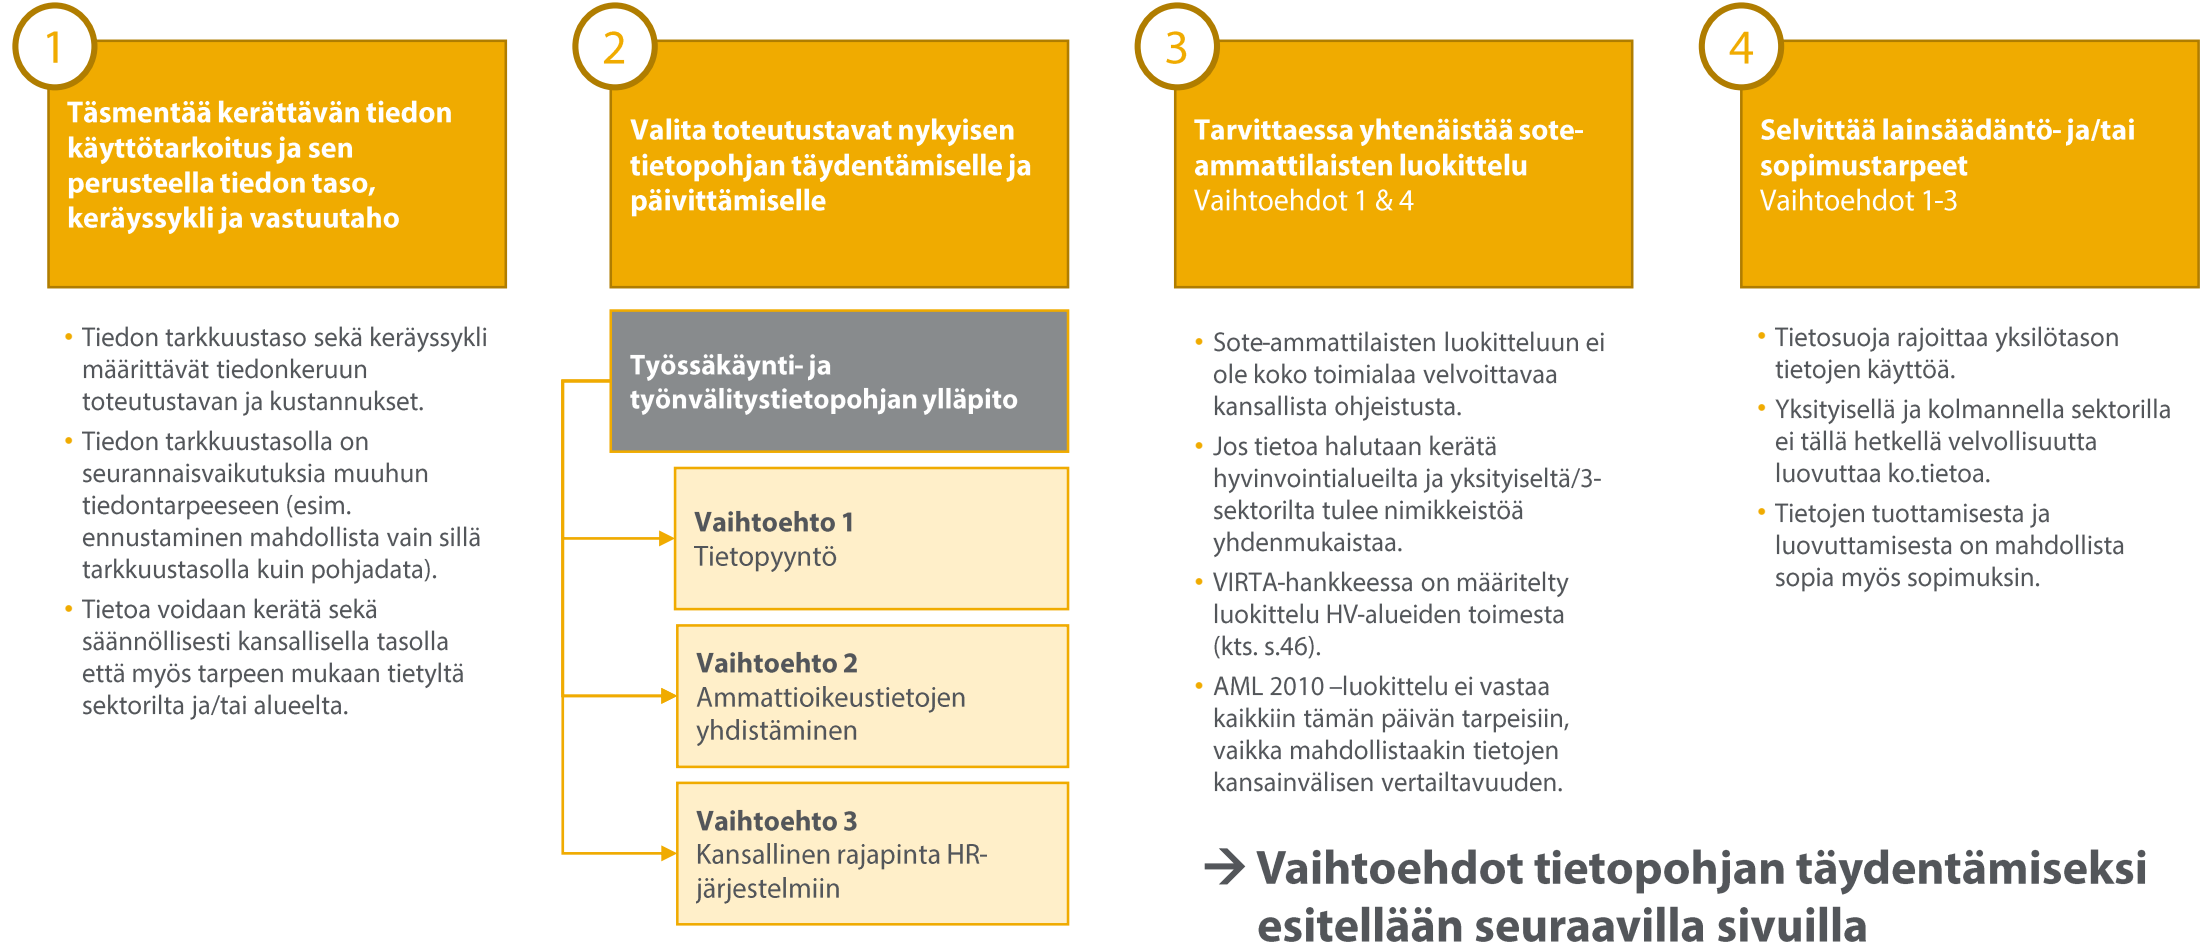 1
Täsmentää kerättävän tiedon
käyttötarkoitus ja sen
perusteella tiedon taso,
keräyssykli ja vastuutaho
• Tiedon tarkkuustaso sekä keräyssykli
määrittävät tiedonkeruun
toteutustavan ja kustannukset.
• Tiedon tarkkuustasolla on
seurannaisvaikutuksia muuhun
tiedontarpeeseen (esim.
ennustaminen mahdollista vain sillä
tarkkuustasolla kuin pohjadata).
• Tietoa voidaan kerätä sekä
säännöllisesti kansallisella tasolla
että myös tarpeen mukaan tietyltä
sektorilta ja/tai alueelta.
2
Valita toteutustavat nykyisen
tietopohjan täydentämiselle ja
päivittämiselle
Työssäkäynti- ja
työnvälitystietopohjan ylläpito
Vaihtoehto 1
Tietopyyntö
Vaihtoehto 2
Ammattioikeustietojen
yhdistäminen
Vaihtoehto 3
Kansallinen rajapinta HR-
järjestelmiin
3
Tarvittaessa yhtenäistää sote-
ammattilaisten luokittelu
Vaihtoehdot 1 & 4
• Sote-ammattilaisten luokitteluun ei
ole koko toimialaa velvoittavaa
kansallista ohjeistusta.
• Jos tietoa halutaan kerätä
hyvinvointialueilta ja yksityiseltä/3-
sektorilta tulee nimikkeistöä
yhdenmukaistaa.
• VIRTA-hankkeessa on määritelty
luokittelu HV-alueiden toimesta
(kts. s.46).
• AML 2010 –luokittelu ei vastaa
kaikkiin tämän päivän tarpeisiin,
vaikka mahdollistaakin tietojen
kansainvälisen vertailtavuuden.
4
Selvittää lainsäädäntö- ja/tai
sopimustarpeet
Vaihtoehdot 1-3
• Tietosuoja rajoittaa yksilötason
tietojen käyttöä.
• Yksityisellä ja kolmannella sektorilla
ei tällä hetkellä velvollisuutta
luovuttaa ko.tietoa.
• Tietojen tuottamisesta ja
luovuttamisesta on mahdollista
sopia myös sopimuksin.
→ Vaihtoehdot tietopohjan täydentämiseksi
esitellään seuraavilla sivuilla